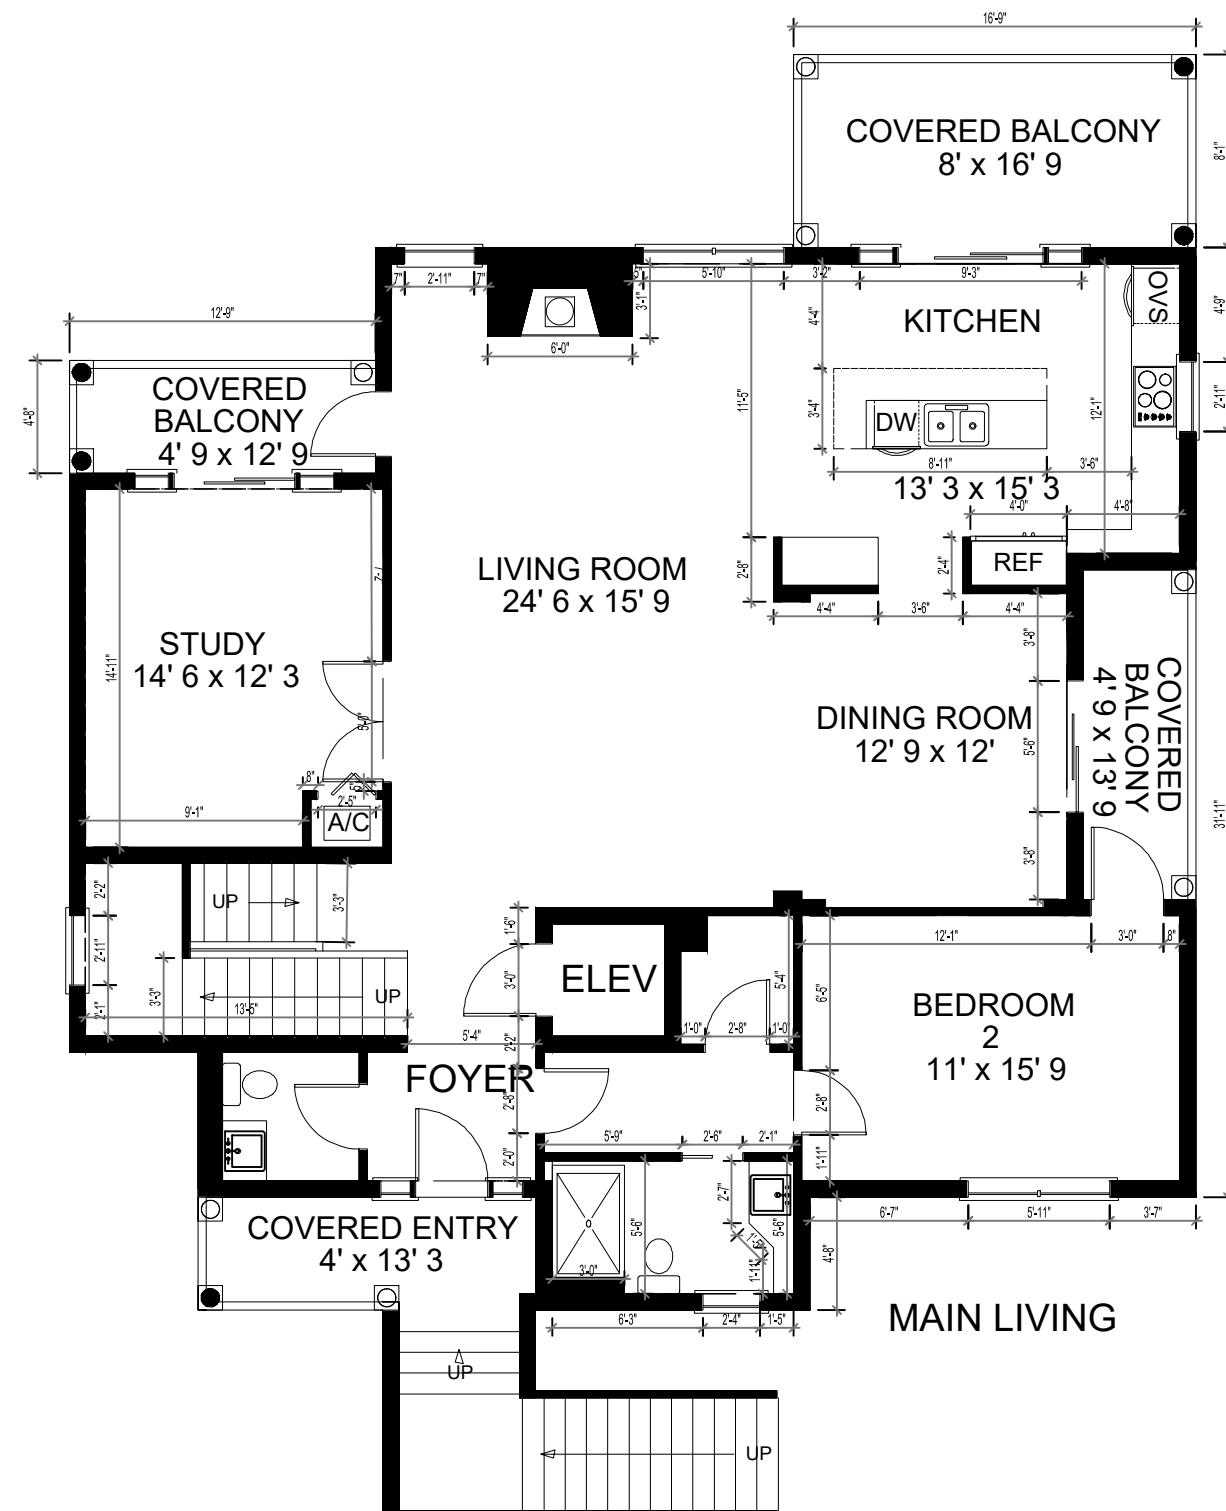 16'-9"
COVERED BALCONY
8' x 16' 9
8'-1"
7"
2'-11"
7"
5"
5'-10"
3'-2"
9'-3"
3'-1"
4'-4"
OVS
4'-9"
12'-9"
KITCHEN
6'-0"
COVERED
BALCONY
4' 9 x 12' 9
4'-8"
11'-5"
3'-4"
DW
12'-1"
2'-11"
8'-11"
3'-6"
13' 3 x 15' 3
4'-0"
4'-8"
7'-7"
LIVING ROOM
24' 6 x 15' 9
2'-8"
2'-4"
REF
4'-4"
3'-6"
4'-4"
3'-8"
STUDY
14' 6 x 12' 3
14'-11"
COVERED
BALCONY
4' 9 x 13' 9
DINING ROOM
12' 9 x 12'
5'-0"
5'-6"
31'-11"
8"
5"
2'-5"
9'-1"
A/C
3'-8"
2'-2"
UP
3'-3"
1'-6"
12'-1"
3'-0"
8"
2'-11"
3'-0"
ELEV
5'-4"
6'-5"
3'-3"
UP
13'-6"
2'-1"
BEDROOM
2
11' x 15' 9
1'-0"
2'-8"
1'-0"
5'-4"
2'-2"
FOYER
2'-8"
2'-8"
5'-9"
2'-6"
2'-1"
2'-0"
1'-11"
2'-7"
COVERED ENTRY
4' x 13' 3
5'-6"
5'-6"
1'-5"
1'-11"
3'-0"
6'-7"
5'-11"
3'-7"
4'-8"
6'-3"
2'-4"
1'-5"
MAIN LIVING
UP
UP